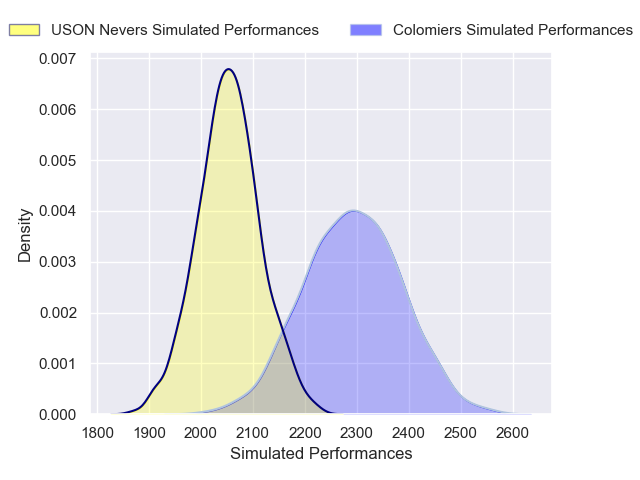 USON Nevers Simulated Performances
Colomiers Simulated Performances
0.007
0.006
0.005
0.004
0.003
0.002
0.001
0.000
Density
1800 1900 2000 2100 2200 2300 2400 2500 2600
Simulated Performances